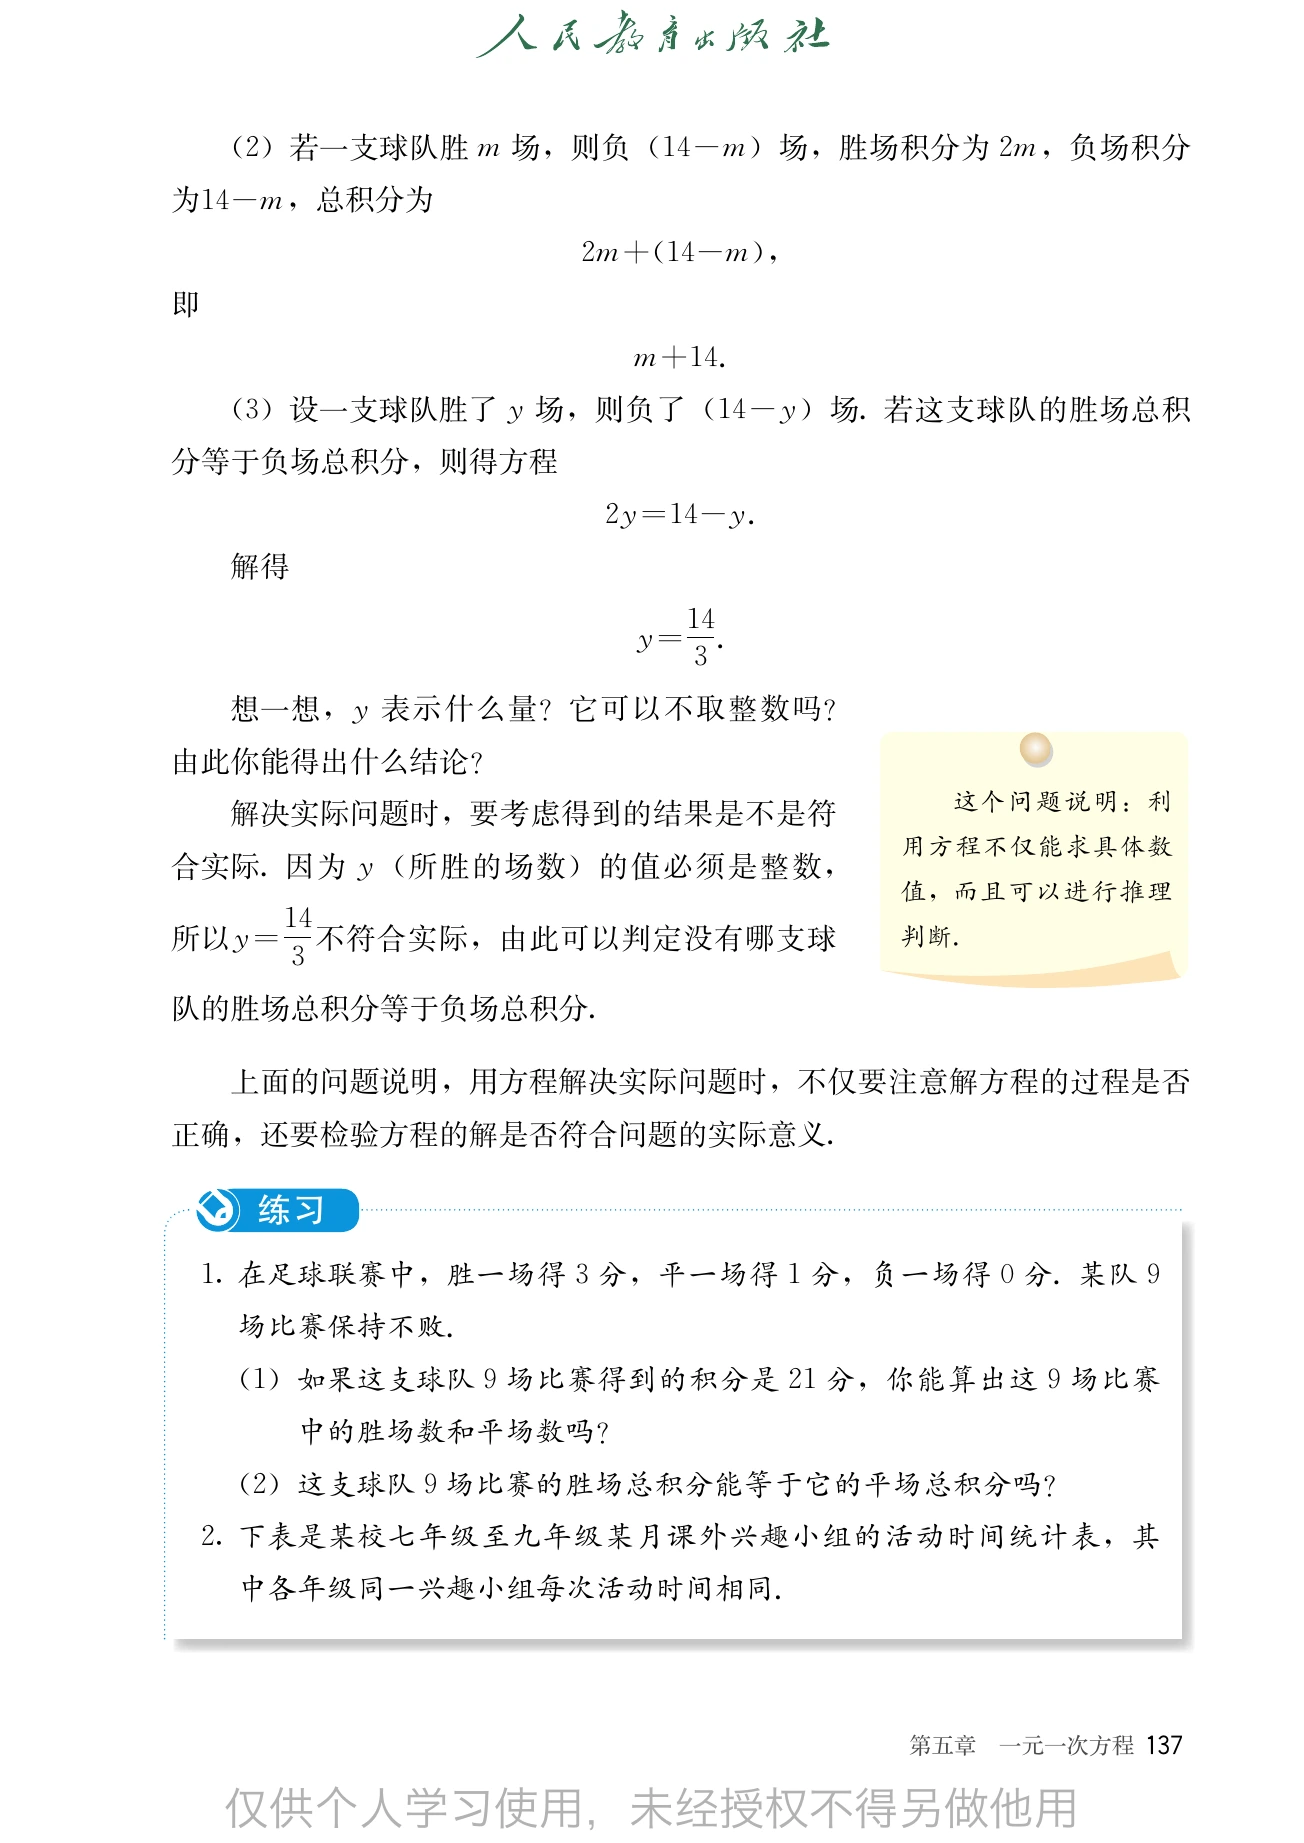 人民教育出版社
（2）若一支球队胜 m 场，则负（14－m）场，胜场积分为 2m，负场积分
为14－m，总积分为
2m＋(14－m)，
即
m＋14．
（3）设一支球队胜了 y 场，则负了（14－y）场．若这支球队的胜场总积
分等于负场总积分，则得方程
2y＝14－y．
解得
y＝14/3．
想一想，y 表示什么量？它可以不取整数吗？
由此你能得出什么结论？
解决实际问题时，要考虑得到的结果是不是符
合实际．因为 y（所胜的场数）的值必须是整数，
所以y＝14/3不符合实际，由此可以判定没有哪支球
队的胜场总积分等于负场总积分．
这个问题说明：利
用方程不仅能求具体数
值，而且可以进行推理
判断．
上面的问题说明，用方程解决实际问题时，不仅要注意解方程的过程是否
正确，还要检验方程的解是否符合问题的实际意义．
练习
1. 在足球联赛中，胜一场得 3 分，平一场得 1 分，负一场得 0 分．某队 9
场比赛保持不败．
（1）如果这支球队 9 场比赛得到的积分是 21 分，你能算出这 9 场比赛
中的胜场数和平场数吗？
（2）这支球队 9 场比赛的胜场总积分能等于它的平场总积分吗？
2. 下表是某校七年级至九年级某月课外兴趣小组的活动时间统计表，其
中各年级同一兴趣小组每次活动时间相同．
第五章　一元一次方程 137
仅供个人学习使用，未经授权不得另做他用